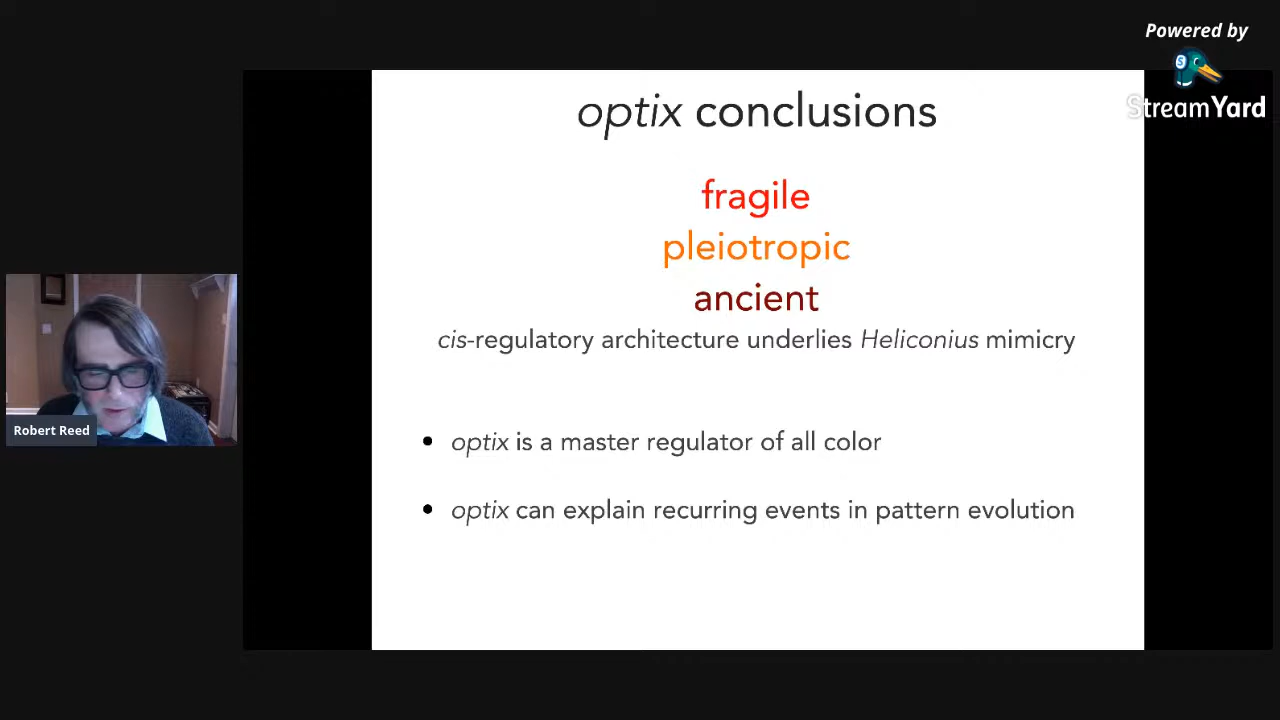 Powered by
StreamYard
optix conclusions
fragile
pleiotropic
ancient
cis-regulatory architecture underlies Heliconius mimicry
• optix is a master regulator of all color
• optix can explain recurring events in pattern evolution
Robert Reed